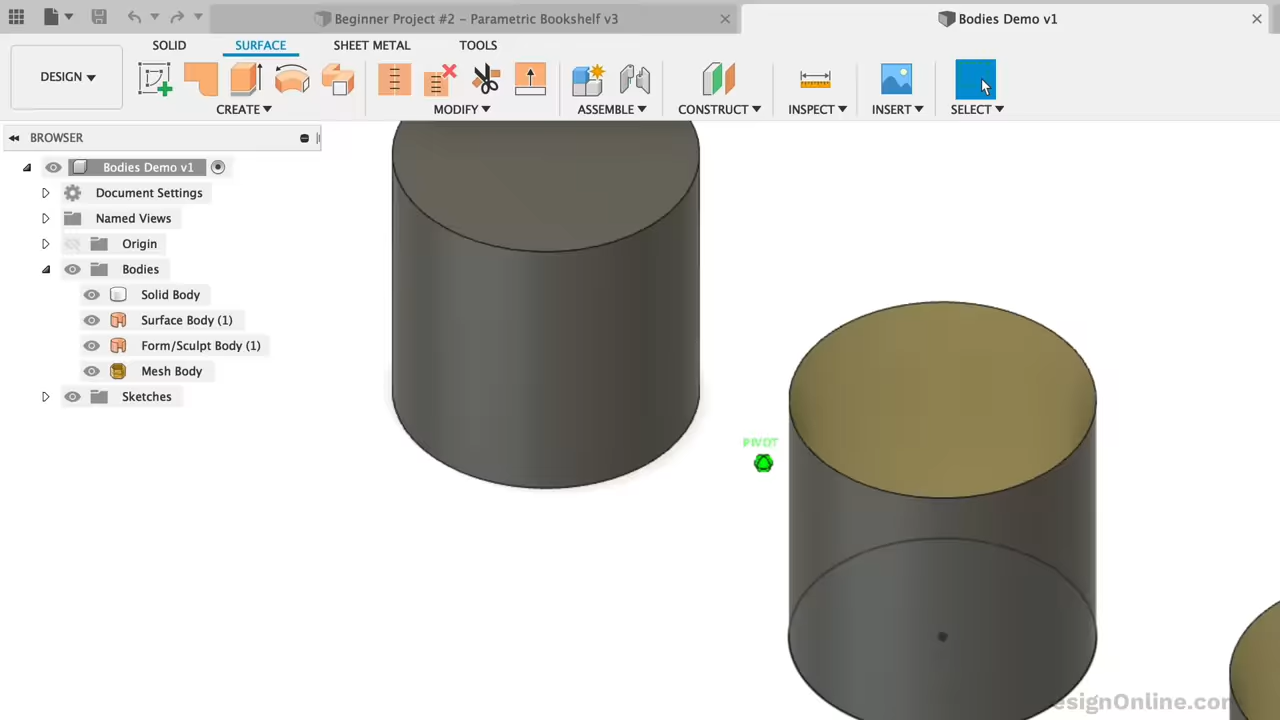 Beginner Project #2 - Parametric Bookshelf v3
Bodies Demo v1
SOLID
SURFACE
SHEET METAL
TOOLS
DESIGN
CREATE
MODIFY
ASSEMBLE
CONSTRUCT
INSPECT
INSERT
SELECT
BROWSER
Bodies Demo v1
Document Settings
Named Views
Origin
Bodies
Solid Body
Surface Body (1)
Form/Sculpt Body (1)
Mesh Body
Sketches
PIVOT
esignOnline.com